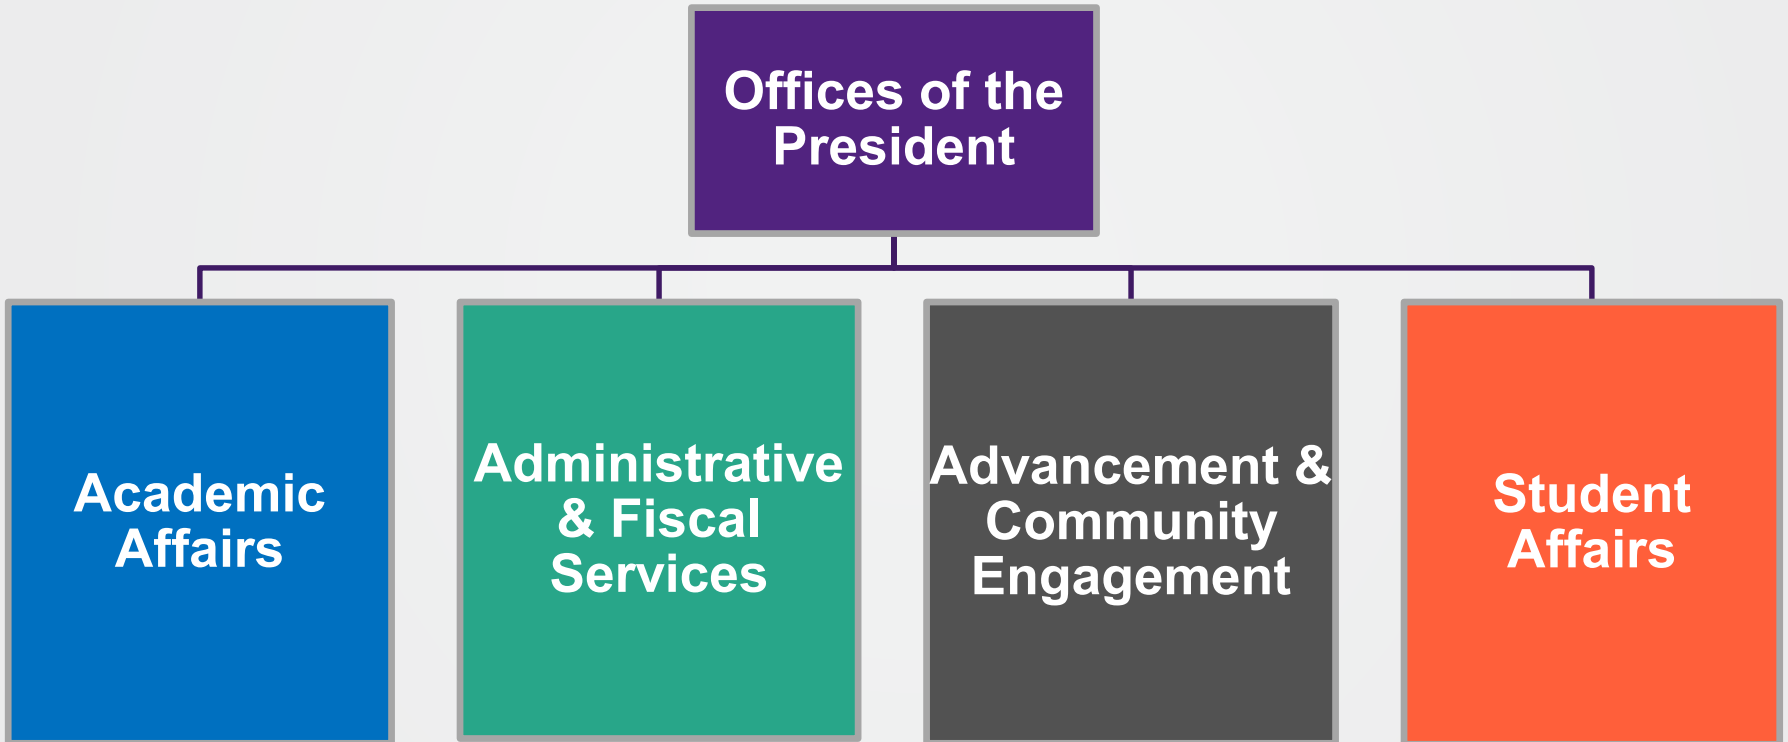 Offices of the
President
Academic
Affairs
Administrative
& Fiscal
Services
Advancement &
Community
Engagement
Student
Affairs